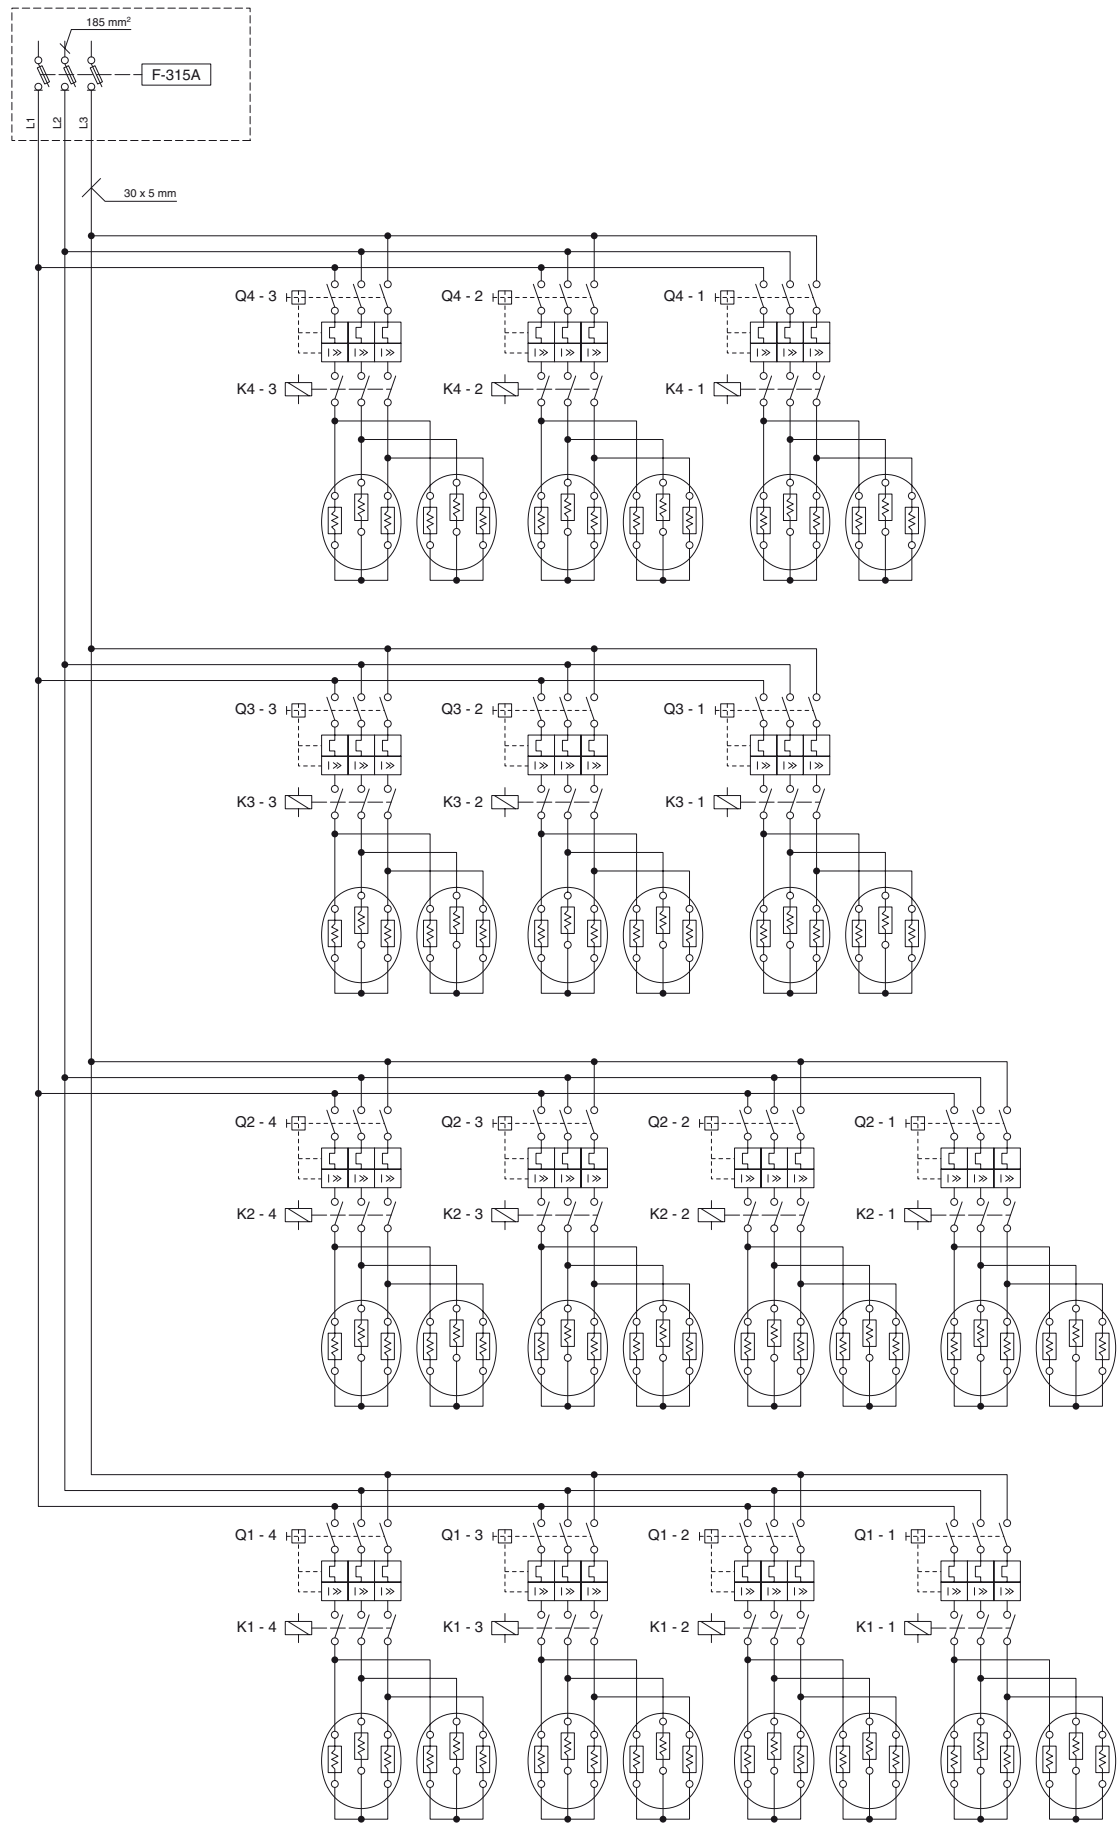 185 mm²
F-315A
L1
L2
L3
30 x 5 mm
Q4 - 3
Q4 - 2
Q4 - 1
I>> I>> I>>
I>> I>> I>>
I>> I>> I>>
K4 - 3
K4 - 2
K4 - 1
Q3 - 3
Q3 - 2
Q3 - 1
I>> I>> I>>
I>> I>> I>>
I>> I>> I>>
K3 - 3
K3 - 2
K3 - 1
Q2 - 4
Q2 - 3
Q2 - 2
Q2 - 1
I>> I>> I>>
I>> I>> I>>
I>> I>> I>>
I>> I>> I>>
K2 - 4
K2 - 3
K2 - 2
K2 - 1
Q1 - 4
Q1 - 3
Q1 - 2
Q1 - 1
I>> I>> I>>
I>> I>> I>>
I>> I>> I>>
I>> I>> I>>
K1 - 4
K1 - 3
K1 - 2
K1 - 1